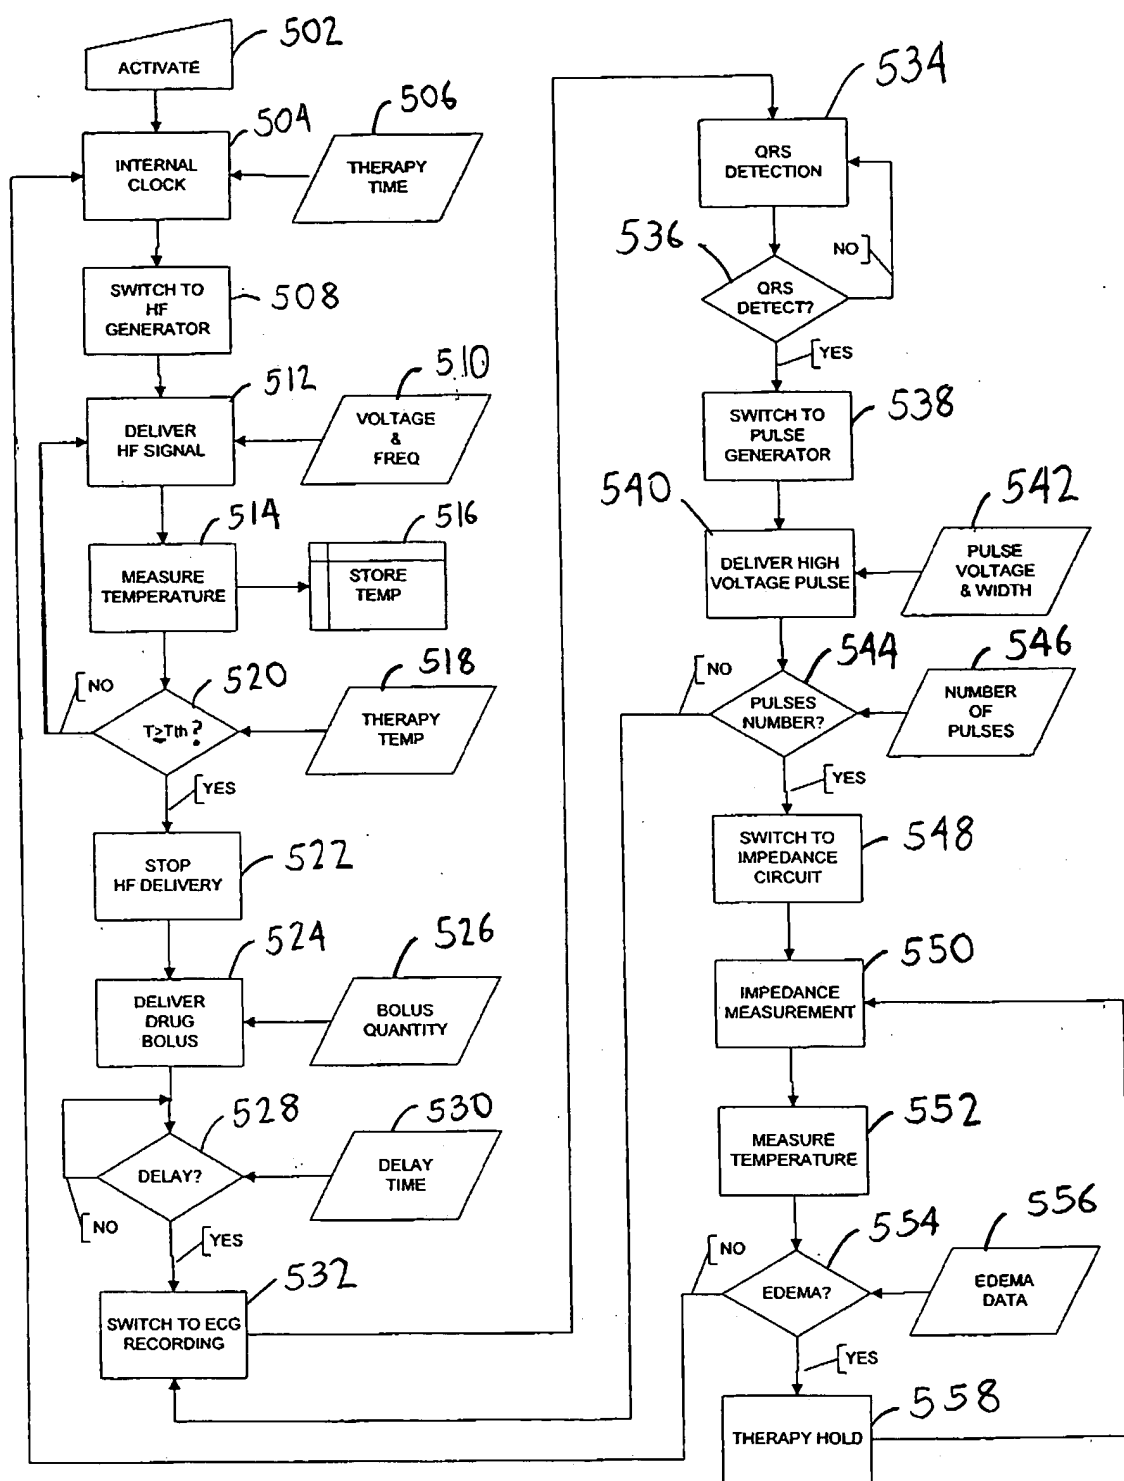 502
ACTIVATE
504
INTERNAL
CLOCK
506
THERAPY
TIME
SWITCH TO
HF
GENERATOR
508
512
DELIVER
HF SIGNAL
510
VOLTAGE
&
FREQ
514
MEASURE
TEMPERATURE
516
STORE
TEMP
NO
520
T≥Tth?
518
THERAPY
TEMP
YES
STOP
HF DELIVERY
522
524
DELIVER
DRUG
BOLUS
526
BOLUS
QUANTITY
528
DELAY?
530
DELAY
TIME
NO
YES
532
SWITCH TO ECG
RECORDING
534
QRS
DETECTION
536
NO
QRS
DETECT?
YES
SWITCH TO
PULSE
GENERATOR
538
540
DELIVER HIGH
VOLTAGE PULSE
542
PULSE
VOLTAGE
& WIDTH
NO
544
PULSES
NUMBER?
546
NUMBER
OF
PULSES
YES
SWITCH TO
IMPEDANCE
CIRCUIT
548
550
IMPEDANCE
MEASUREMENT
552
MEASURE
TEMPERATURE
NO
554
EDEMA?
556
EDEMA
DATA
YES
558
THERAPY HOLD